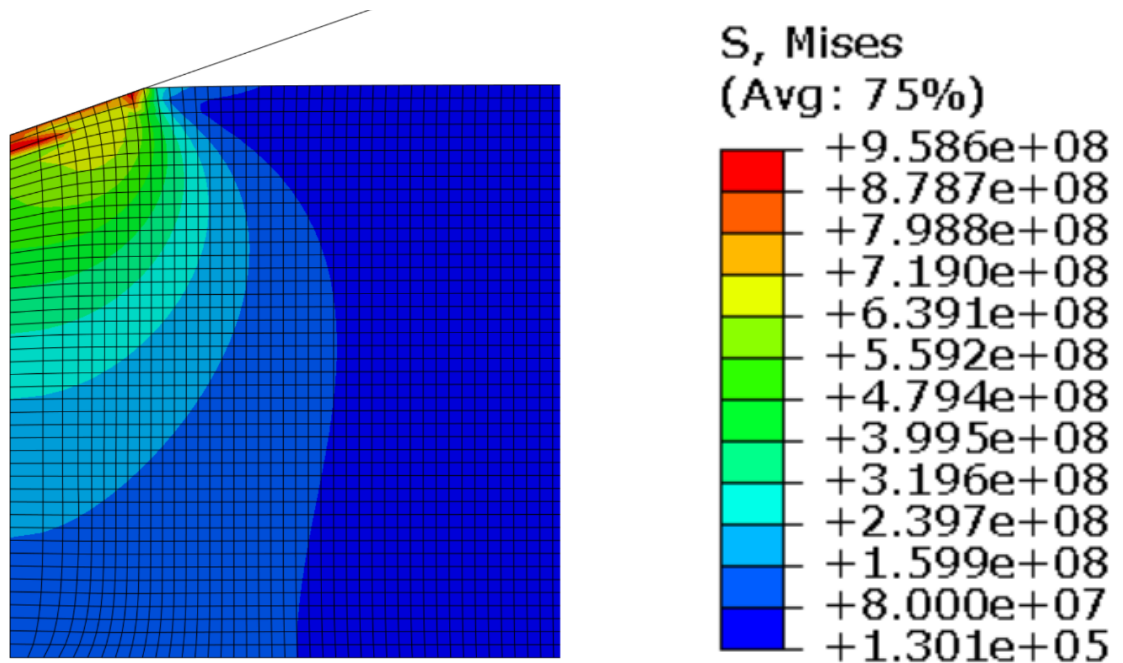 S, Mises
(Avg: 75%)
+9.586e+08
+8.787e+08
+7.988e+08
+7.190e+08
+6.391e+08
+5.592e+08
+4.794e+08
+3.995e+08
+3.196e+08
+2.397e+08
+1.599e+08
+8.000e+07
+1.301e+05